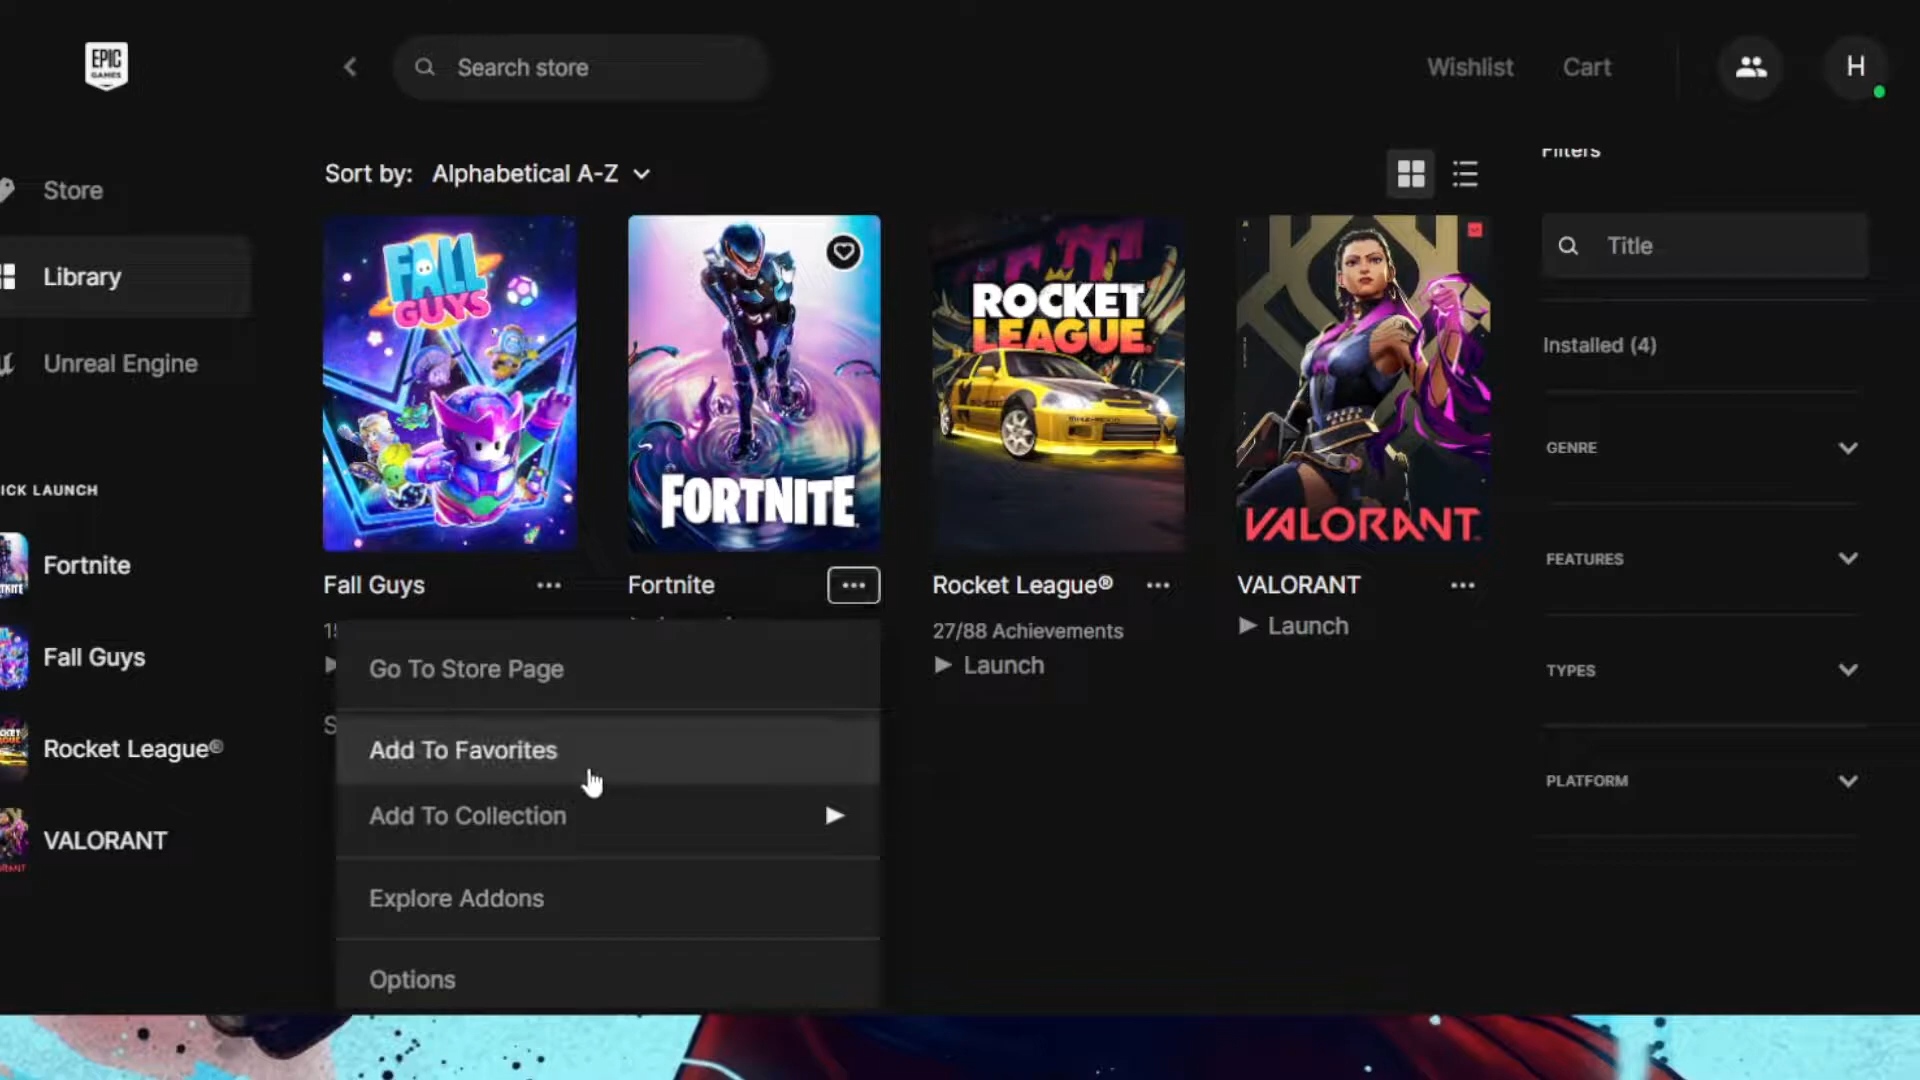 EPIC
GAMES
Search store
Wishlist
Cart
H
Store
Library
Unreal Engine
ICK LAUNCH
Fortnite
Fall Guys
Rocket League®
VALORANT
Sort by: Alphabetical A-Z
FALL
GUYS
FORTNITE
ROCKET
LEAGUE
VALORANT
Fall Guys
Fortnite
Rocket League®
VALORANT
27/88 Achievements
Launch
Launch
Go To Store Page
Add To Favorites
Add To Collection
Explore Addons
Options
Filters
Title
Installed (4)
GENRE
FEATURES
TYPES
PLATFORM